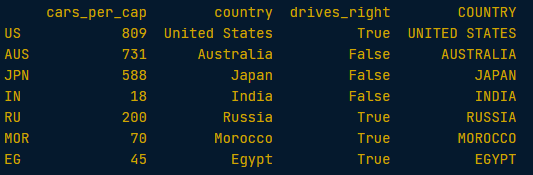 cars_per_cap country drives_right COUNTRY
US 809 United States True UNITED STATES
AUS 731 Australia False AUSTRALIA
JPN 588 Japan False JAPAN
IN 18 India False INDIA
RU 200 Russia True RUSSIA
MOR 70 Morocco True MOROCCO
EG 45 Egypt True EGYPT